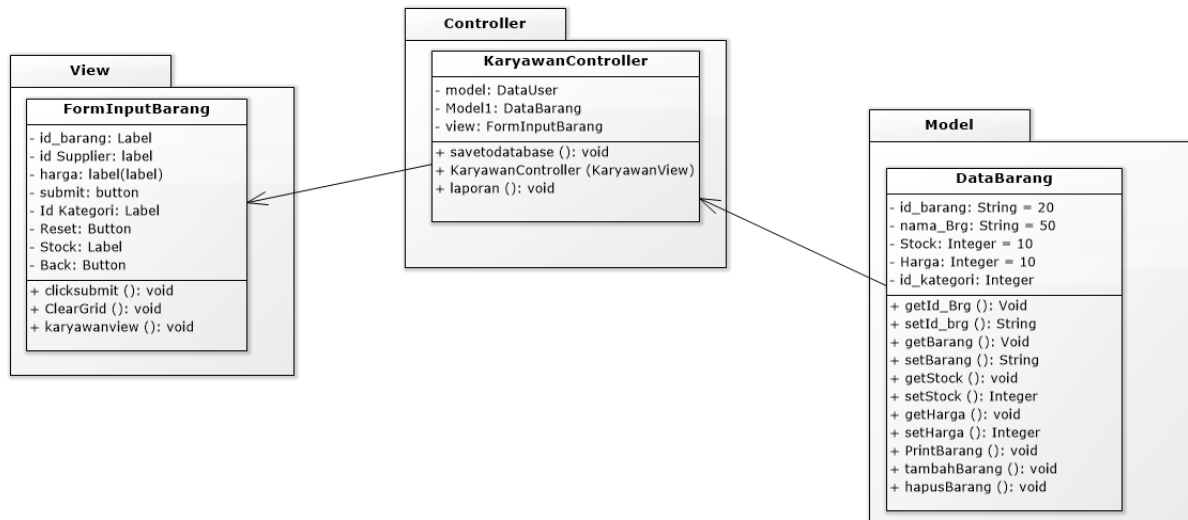 View
FormInputBarang
- id_barang: Label
- id Supplier: label
- harga: label(label)
- submit: button
- Id Kategori: Label
- Reset: Button
- Stock: Label
- Back: Button
+ clicksubmit (): void
+ ClearGrid (): void
+ karyawanview (): void
Controller
KaryawanController
- model: DataUser
- Model1: DataBarang
- view: FormInputBarang
+ savetodatabase (): void
+ KaryawanController (KaryawanView)
+ laporan (): void
Model
DataBarang
- id_barang: String = 20
- nama_Brg: String = 50
- Stock: Integer = 10
- Harga: Integer = 10
- id_kategori: Integer
+ getId_Brg (): Void
+ setId_brg (): String
+ getBarang (): Void
+ setBarang (): String
+ getStock (): void
+ setStock (): Integer
+ getHarga (): void
+ setHarga (): Integer
+ PrintBarang (): void
+ tambahBarang (): void
+ hapusBarang (): void